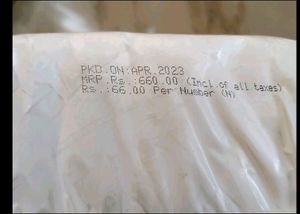 PKD.ON:APR.2023
MRP.Rs.:660.00 (Incl.of all taxes)
Rs.:66.00 Per Number (N)